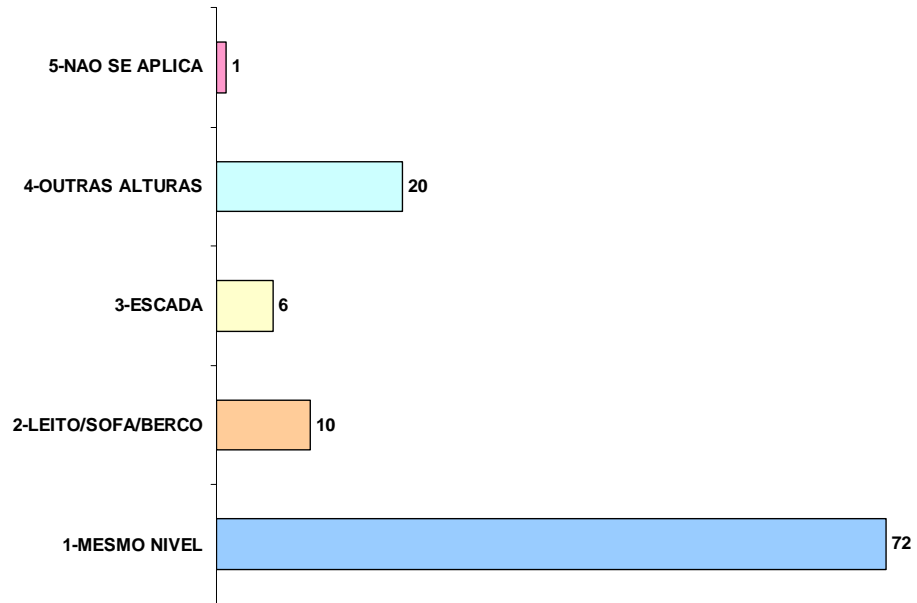 5-NAO SE APLICA 1
4-OUTRAS ALTURAS 20
3-ESCADA 6
2-LEITO/SOFA/BERCO 10
1-MESMO NIVEL 72